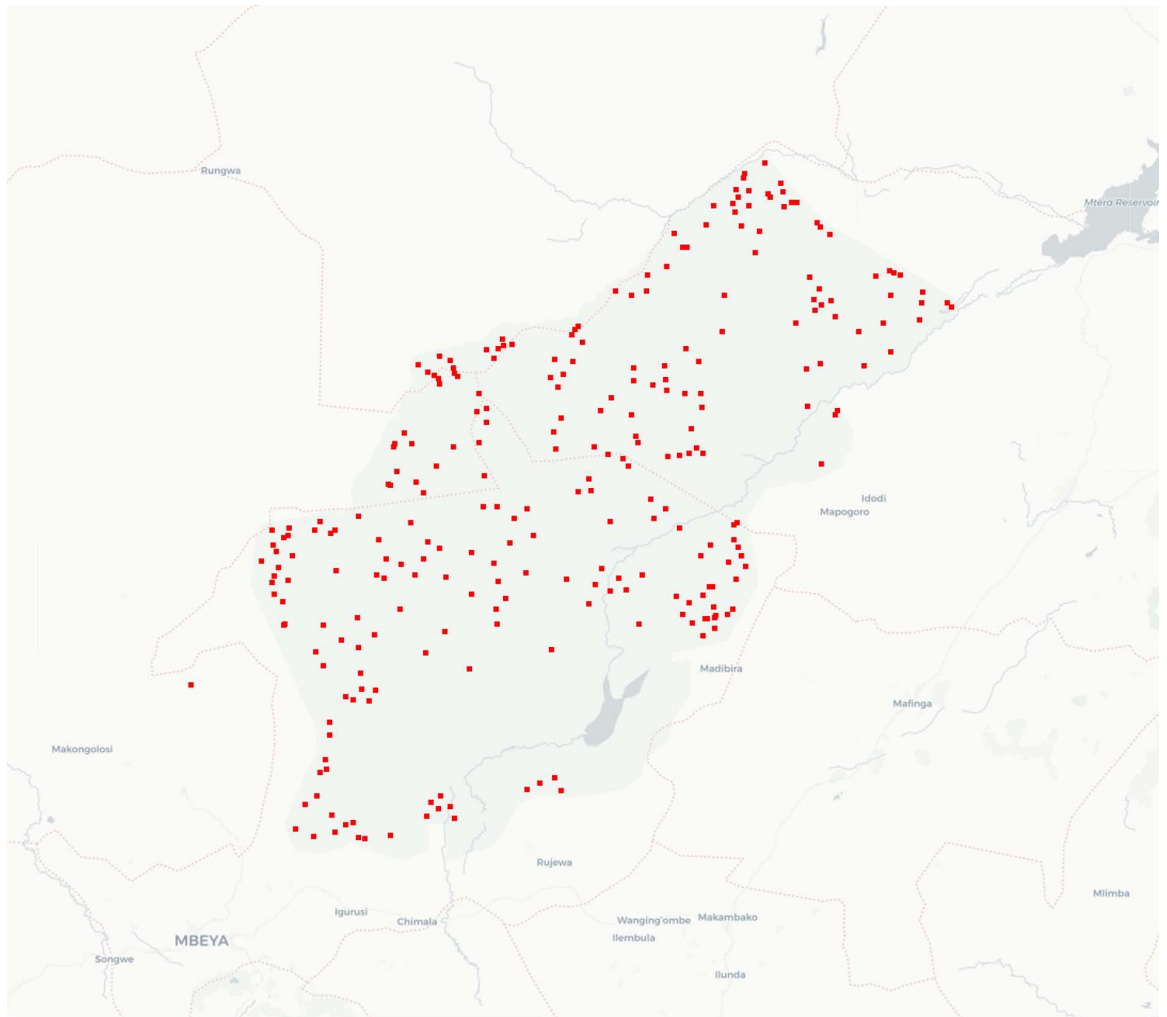 Rungwa
Mtera Reservoir
Idodi
Mapogoro
Madibira
Mafinga
Makongolosi
Rujewa
Mlimba
Igurusi
Chimala
Wanging'ombe
Makambako
MBEYA
Ilembula
Songwe
Ilunda